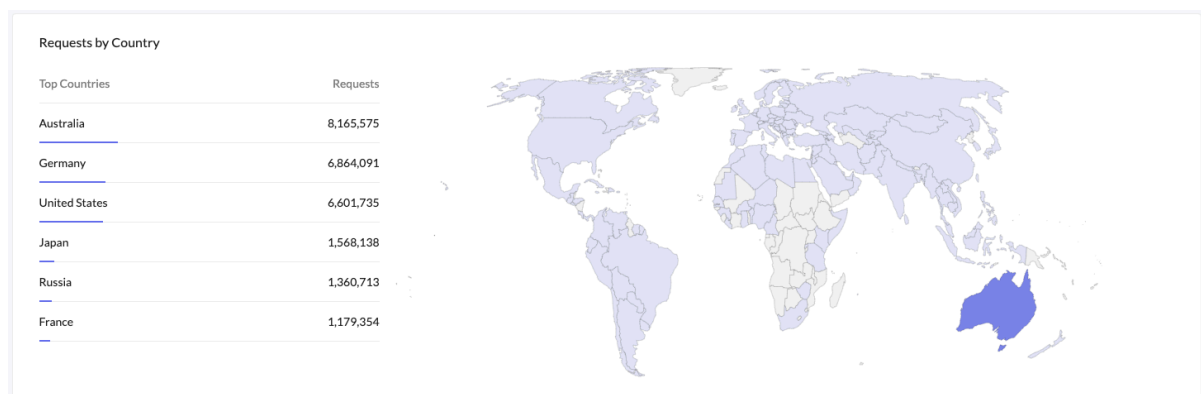 Requests by Country
Top Countries Requests
Australia 8,165,575
Germany 6,864,091
United States 6,601,735
Japan 1,568,138
Russia 1,360,713
France 1,179,354